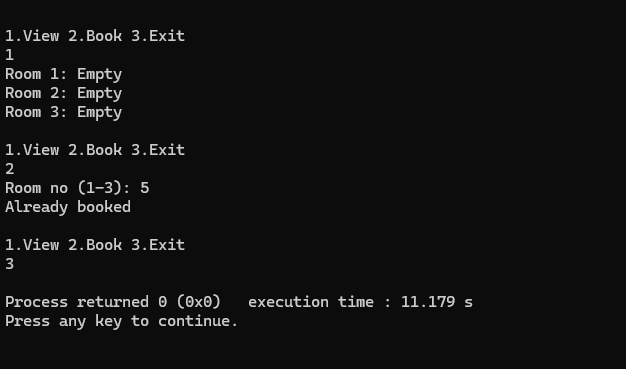 1.View 2.Book 3.Exit
1
Room 1: Empty
Room 2: Empty
Room 3: Empty
1.View 2.Book 3.Exit
2
Room no (1-3): 5
Already booked
1.View 2.Book 3.Exit
3
Process returned 0 (0x0)   execution time : 11.179 s
Press any key to continue.